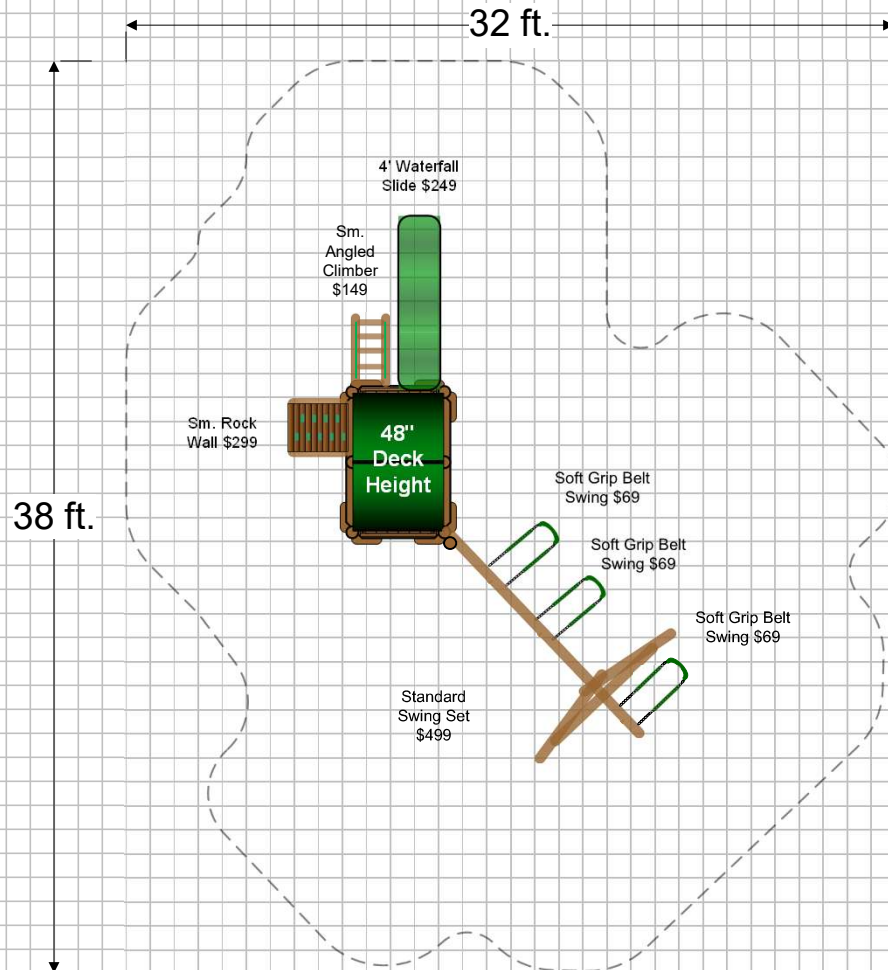 32 ft.
4' Waterfall
Slide $249
Sm.
Angled
Climber
$149
Sm. Rock
Wall $299
48"
Deck
Height
38 ft.
Soft Grip Belt
Swing $69
Soft Grip Belt
Swing $69
Soft Grip Belt
Swing $69
Standard
Swing Set
$499